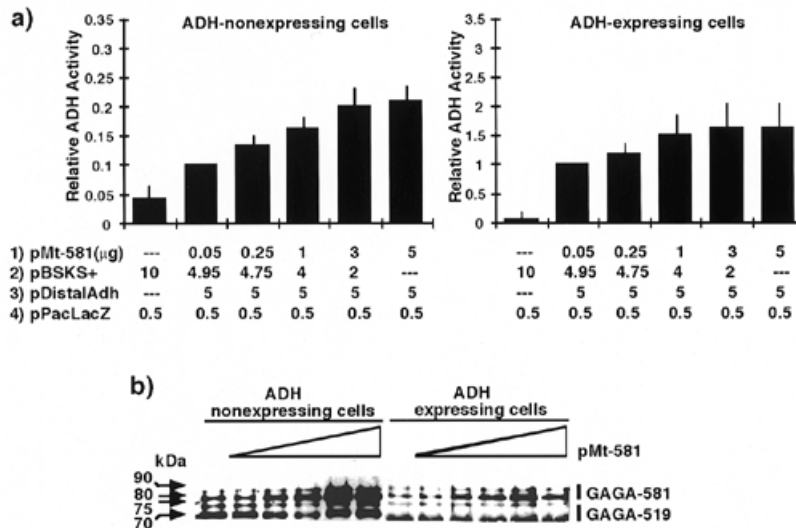 a)
ADH-nonexpressing cells
ADH-expressing cells
Relative ADH Activity
0.35
0.3
0.25
0.2
0.15
0.1
0.05
0
Relative ADH Activity
3.5
3
2.5
2
1.5
1
0.5
0
1) pMt-581(μg) --- 0.05 0.25 1 3 5 --- 0.05 0.25 1 3 5
2) pBSKS+ 10 4.95 4.75 4 2 --- 10 4.95 4.75 4 2 ---
3) pDistalAdh --- 5 5 5 5 5 --- 5 5 5 5 5
4) pPacLacZ 0.5 0.5 0.5 0.5 0.5 0.5 0.5 0.5 0.5 0.5 0.5 0.5
b)
ADH
nonexpressing cells
ADH
expressing cells
pMt-581
kDa
90
80
75
70
GAGA-581
GAGA-519